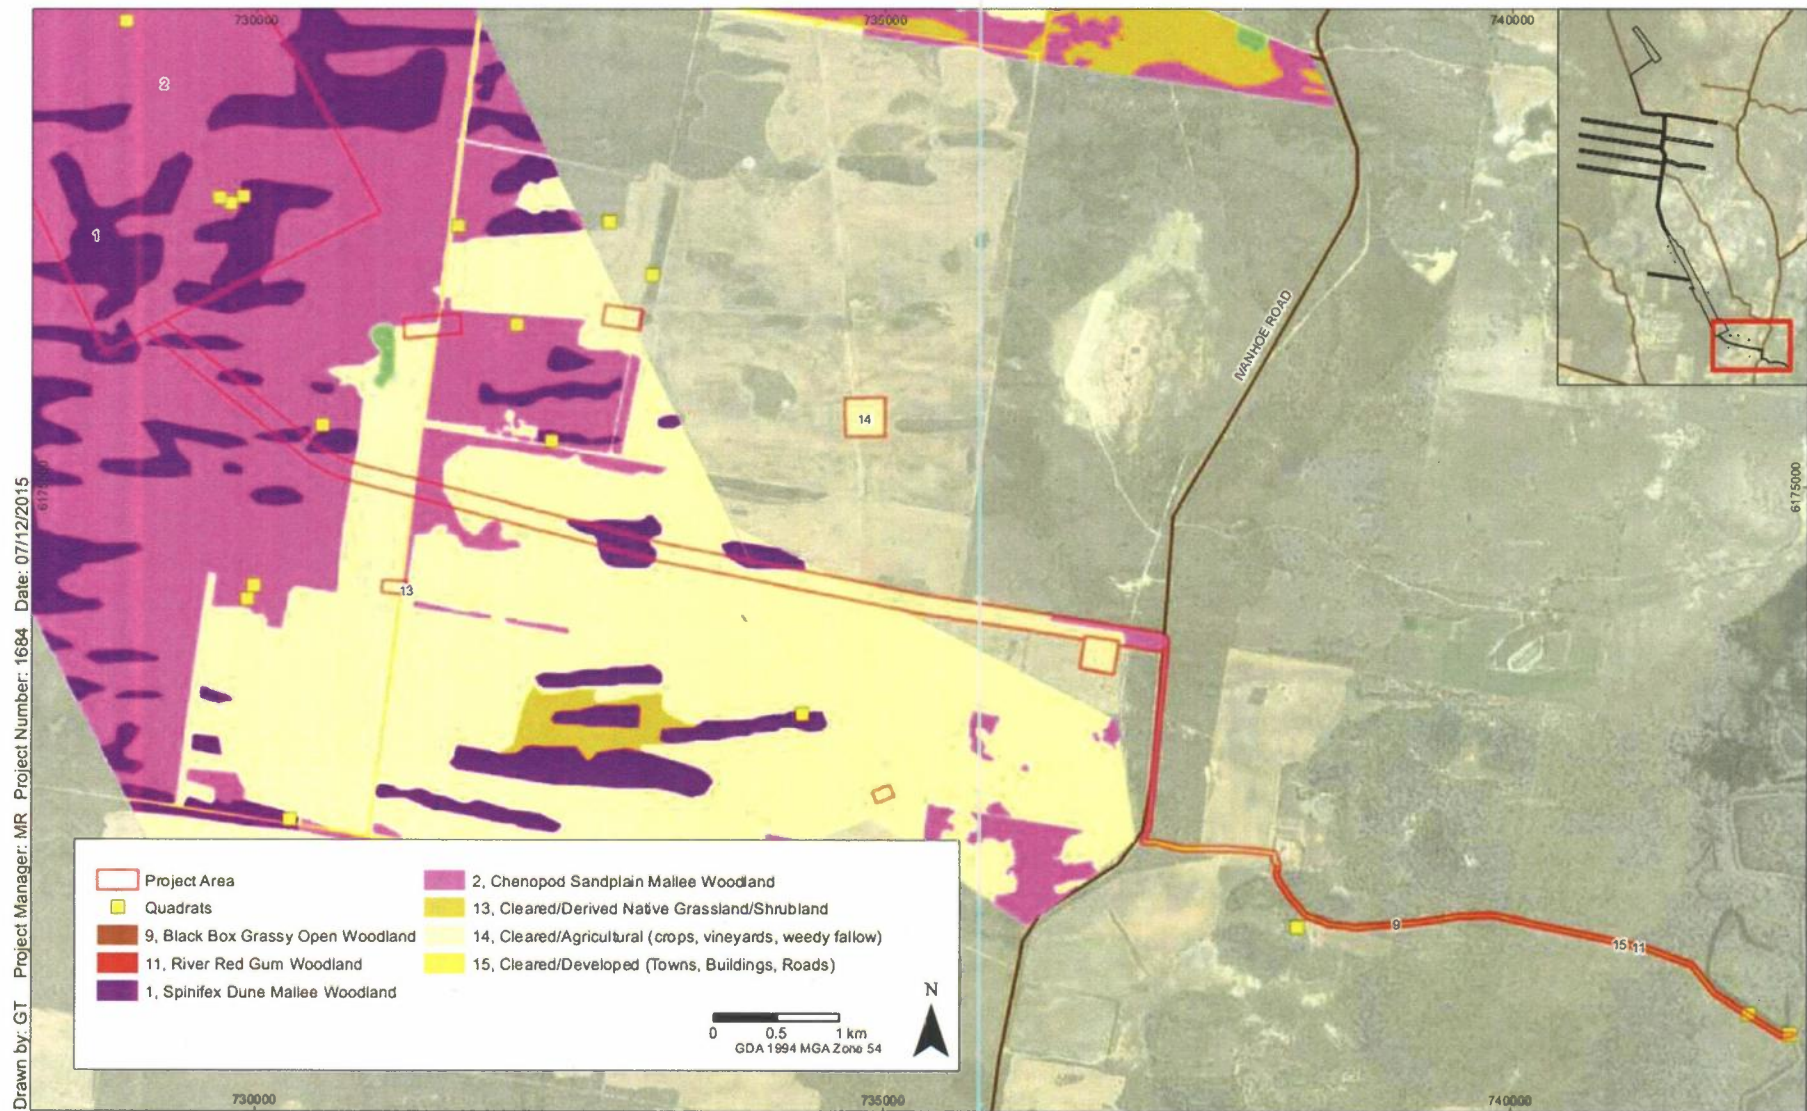 730000
735000
740000
2
1
IVANHOE ROAD
14
6175000
6175000
13
9
15 11
Project Area
Quadrats
9, Black Box Grassy Open Woodland
11, River Red Gum Woodland
1, Spinifex Dune Mallee Woodland
2, Chenopod Sandplain Mallee Woodland
13, Cleared/Derived Native Grassland/Shrubland
14, Cleared/Agricultural (crops, vineyards, weedy fallow)
15, Cleared/Developed (Towns, Buildings, Roads)
N
0 0.5 1 km
GDA 1994 MGA Zone 54
730000
735000
740000
Drawn by: GT Project Manager: MR Project Number: 1684 Date: 07/12/2015